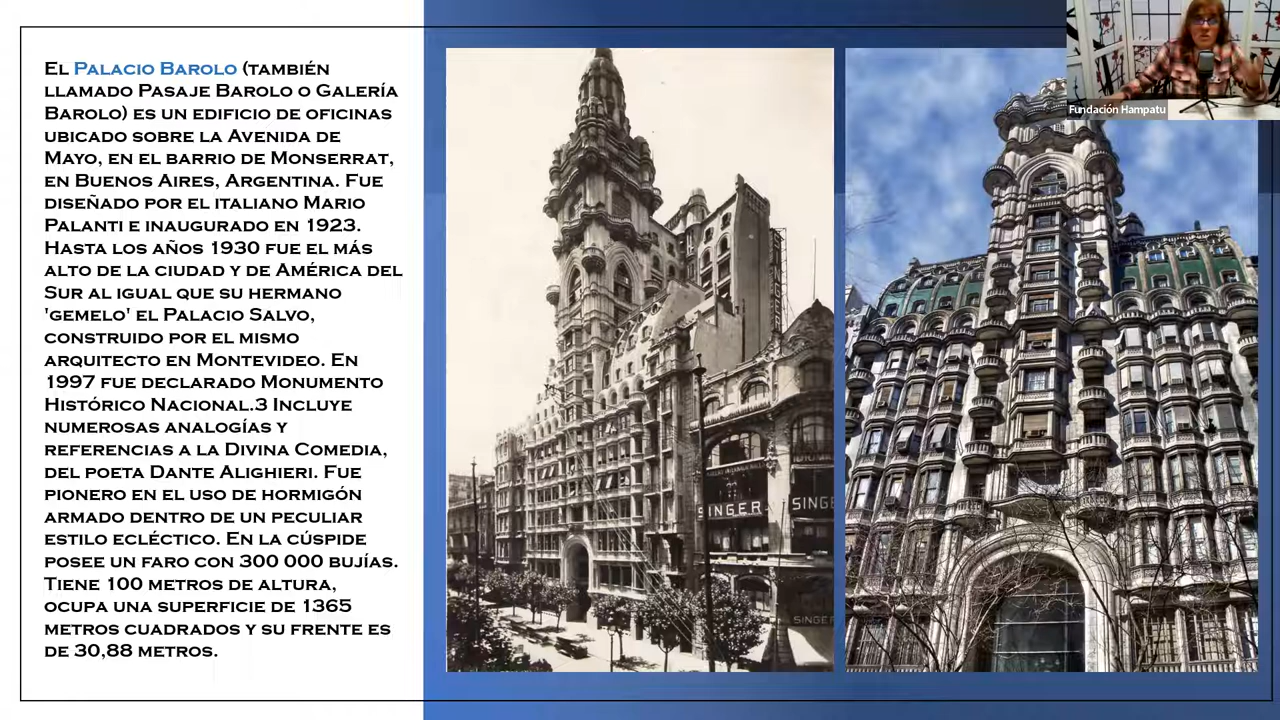 El Palacio Barolo (también
llamado Pasaje Barolo o Galería
Barolo) es un edificio de oficinas
ubicado sobre la Avenida de
Mayo, en el barrio de Monserrat,
en Buenos Aires, Argentina. Fue
diseñado por el italiano Mario
Palanti e inaugurado en 1923.
Hasta los años 1930 fue el más
alto de la ciudad y de América del
Sur al igual que su hermano
'gemelo' el Palacio Salvo,
construido por el mismo
arquitecto en Montevideo. En
1997 fue declarado Monumento
Histórico Nacional.3 Incluye
numerosas analogías y
referencias a la Divina Comedia,
del poeta Dante Alighieri. Fue
pionero en el uso de hormigón
armado dentro de un peculiar
estilo ecléctico. En la cúspide
posee un faro con 300 000 bujías.
Tiene 100 metros de altura,
ocupa una superficie de 1365
metros cuadrados y su frente es
de 30,88 metros.
SINGER
SINGER
SINGER
Fundación Hampatu